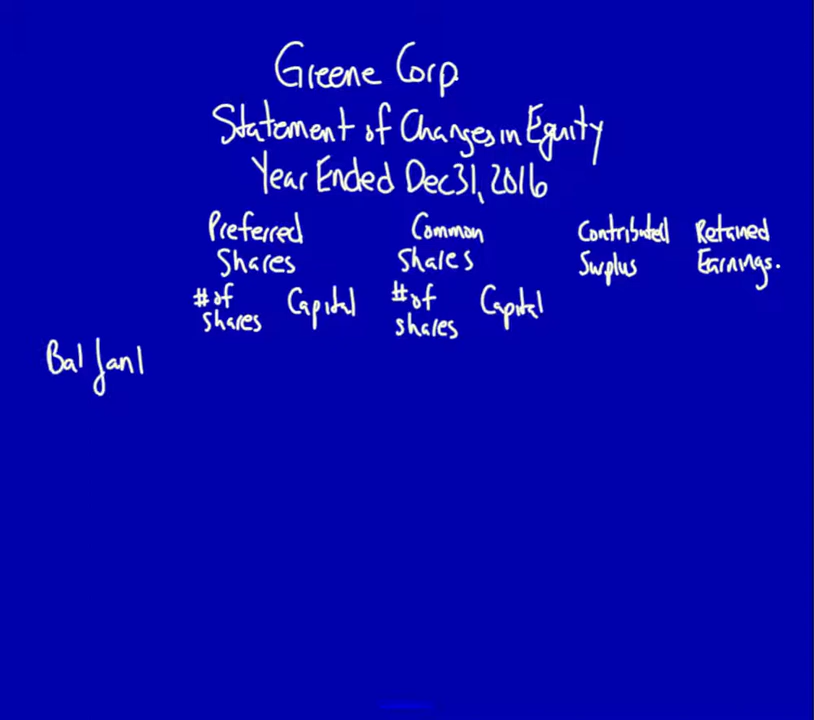 Greene Corp.
Statement of Changes in Equity
Year Ended Dec 31, 2016
Preferred Common Contributed Retained
Shares Shares Surplus Earnings.
# of Capital # of Capital
shares shares
Bal Jan 1